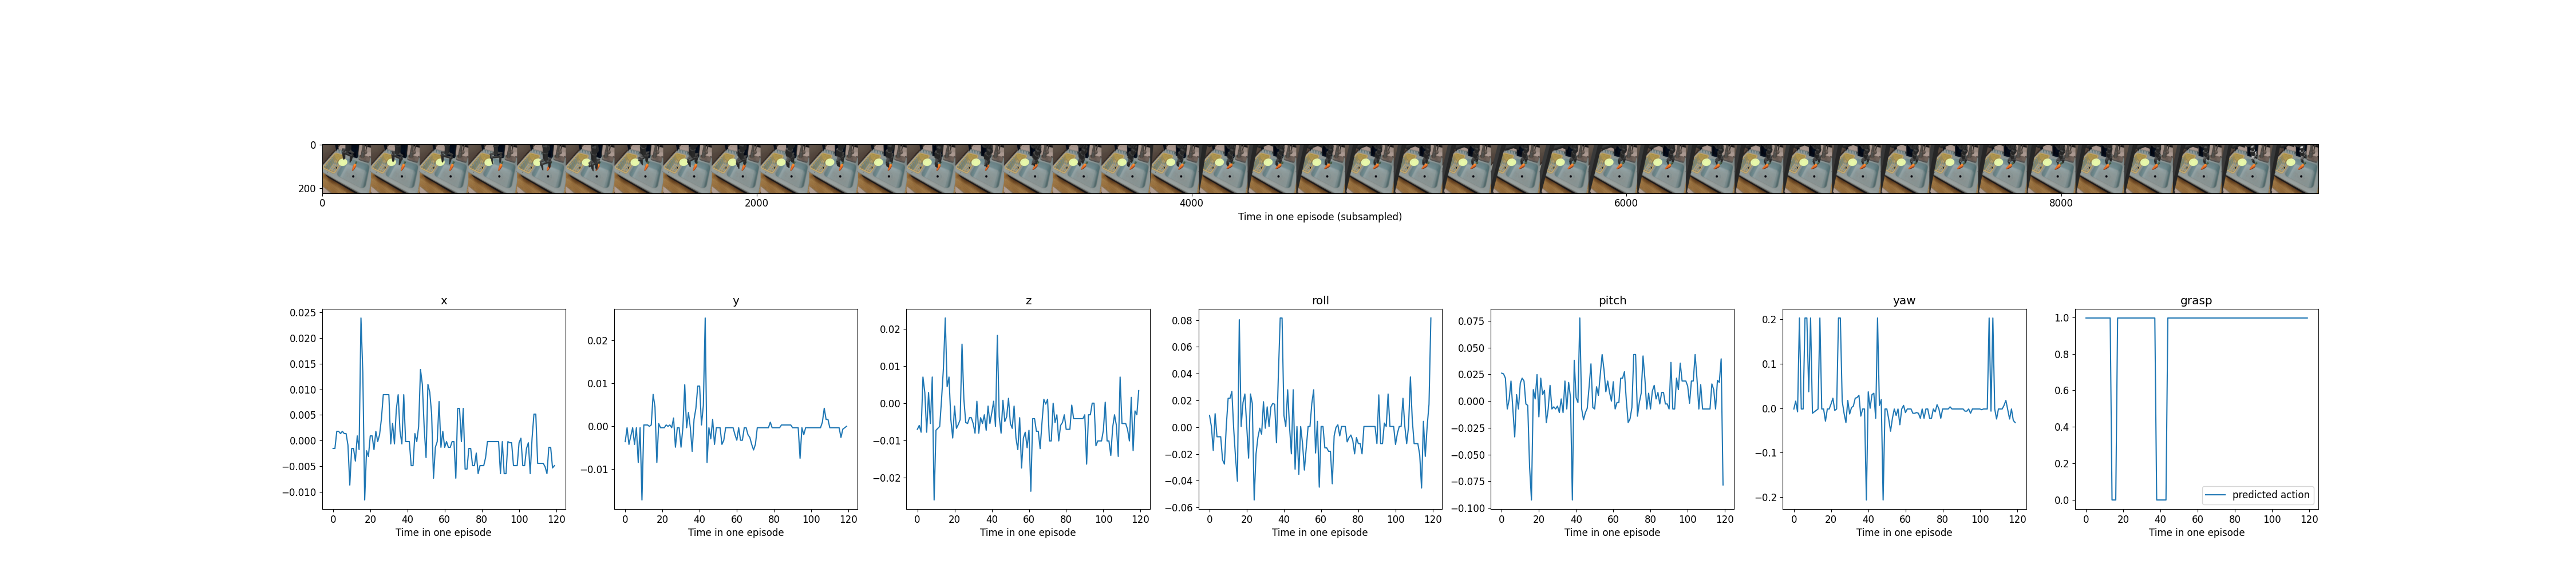 0
200
0 2000 4000 6000 8000
Time in one episode (subsampled)
x
0.025
0.020
0.015
0.010
0.005
0.000
−0.005
−0.010
0 20 40 60 80 100 120
Time in one episode
y
0.02
0.01
0.00
−0.01
0 20 40 60 80 100 120
Time in one episode
z
0.02
0.01
0.00
−0.01
−0.02
0 20 40 60 80 100 120
Time in one episode
roll
0.08
0.06
0.04
0.02
0.00
−0.02
−0.04
−0.06
0 20 40 60 80 100 120
Time in one episode
pitch
0.075
0.050
0.025
0.000
−0.025
−0.050
−0.075
−0.100
0 20 40 60 80 100 120
Time in one episode
yaw
0.2
0.1
0.0
−0.1
−0.2
0 20 40 60 80 100 120
Time in one episode
grasp
1.0
0.8
0.6
0.4
0.2
0.0
predicted action
0 20 40 60 80 100 120
Time in one episode